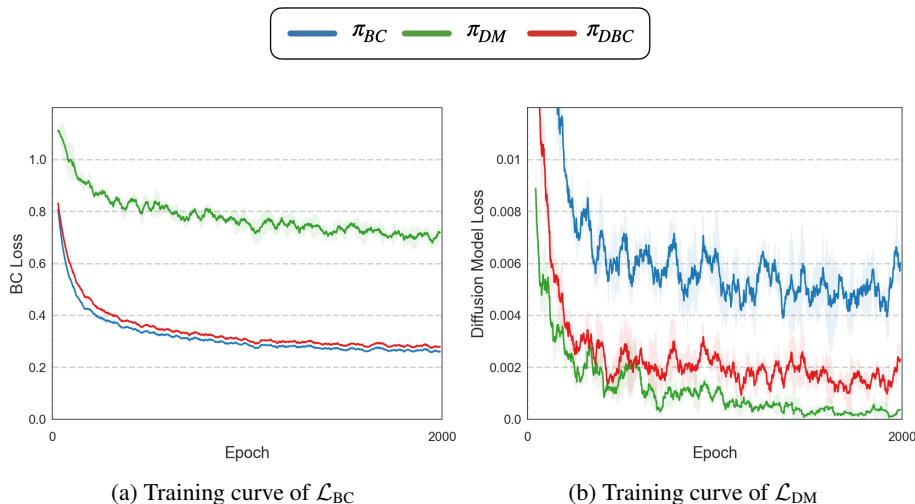 π_BC π_DM π_DBC
BC Loss
1.0
0.8
0.6
0.4
0.2
0.0
0
2000
Epoch
(a) Training curve of ℒ_BC
Diffusion Model Loss
0.01
0.008
0.006
0.004
0.002
0
0
2000
Epoch
(b) Training curve of ℒ_DM